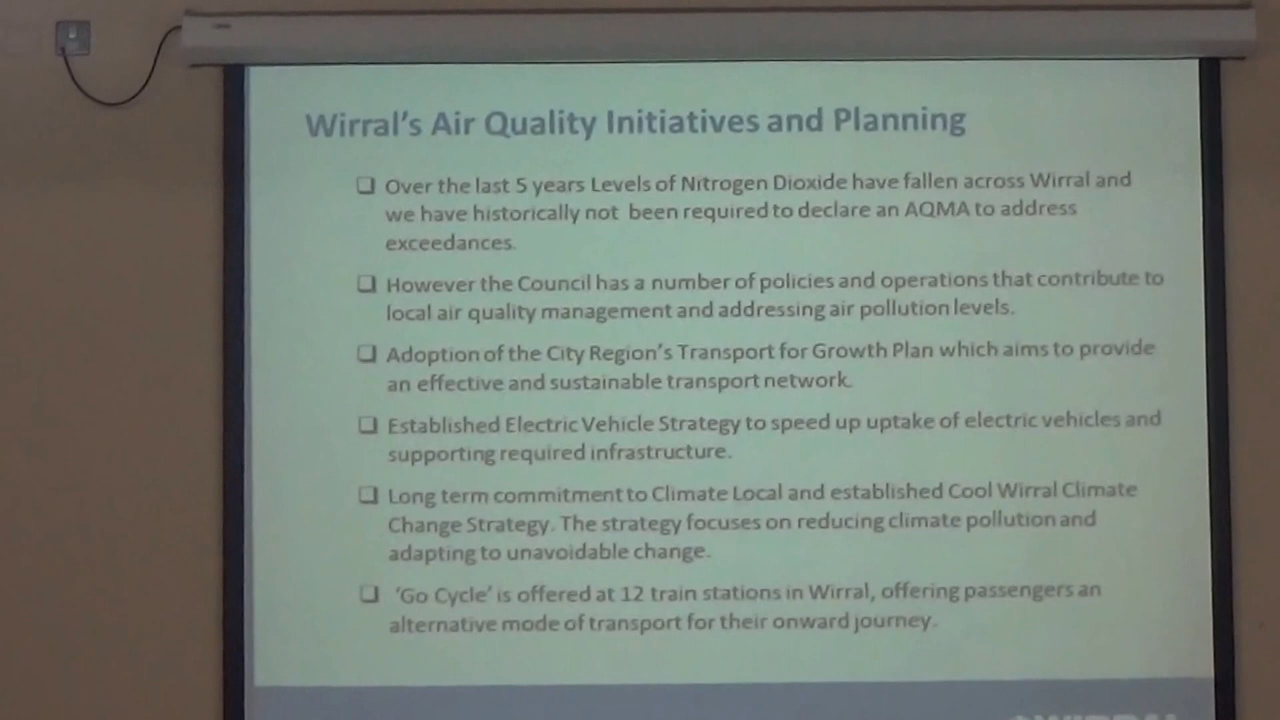 Wirral's Air Quality Initiatives and Planning
❑ Over the last 5 years Levels of Nitrogen Dioxide have fallen across Wirral and
we have historically not been required to declare an AQMA to address
exceedances.
❑ However the Council has a number of policies and operations that contribute to
local air quality management and addressing air pollution levels.
❑ Adoption of the City Region's Transport for Growth Plan which aims to provide
an effective and sustainable transport network.
❑ Established Electric Vehicle Strategy to speed up uptake of electric vehicles and
supporting required infrastructure.
❑ Long term commitment to Climate Local and established Cool Wirral Climate
Change Strategy. The strategy focuses on reducing climate pollution and
adapting to unavoidable change.
❑ 'Go Cycle' is offered at 12 train stations in Wirral, offering passengers an
alternative mode of transport for their onward journey.